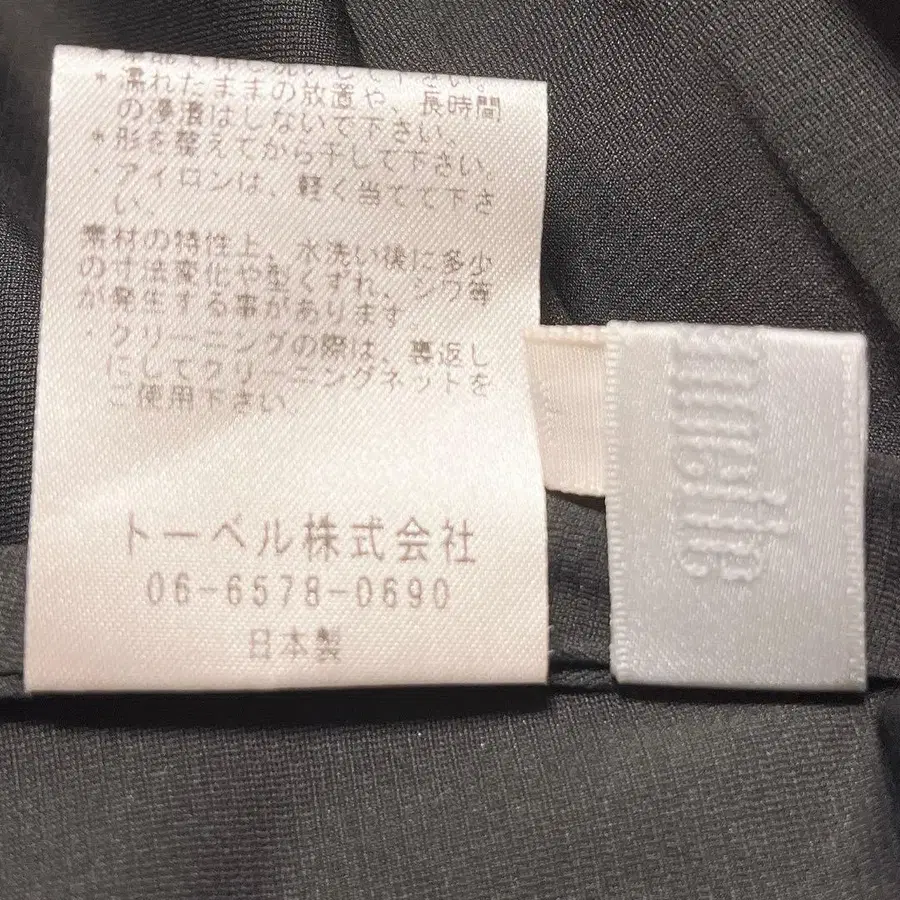 て下さい。
*濡れたままの放置や、長時間
の浸漬はしないで下さい。
*形を整えてから干して下さい。
・アイロンは、軽く当てて下さ
い。
素材の特性上、水洗い後に多少
の寸法変化や型くずれ、シワ等
が発生する事があります
・クリーニングの際は、裏返し
にしてクリーニングネットを
ご使用下さい
トーベル株式会社
06-6578-0690
日本製